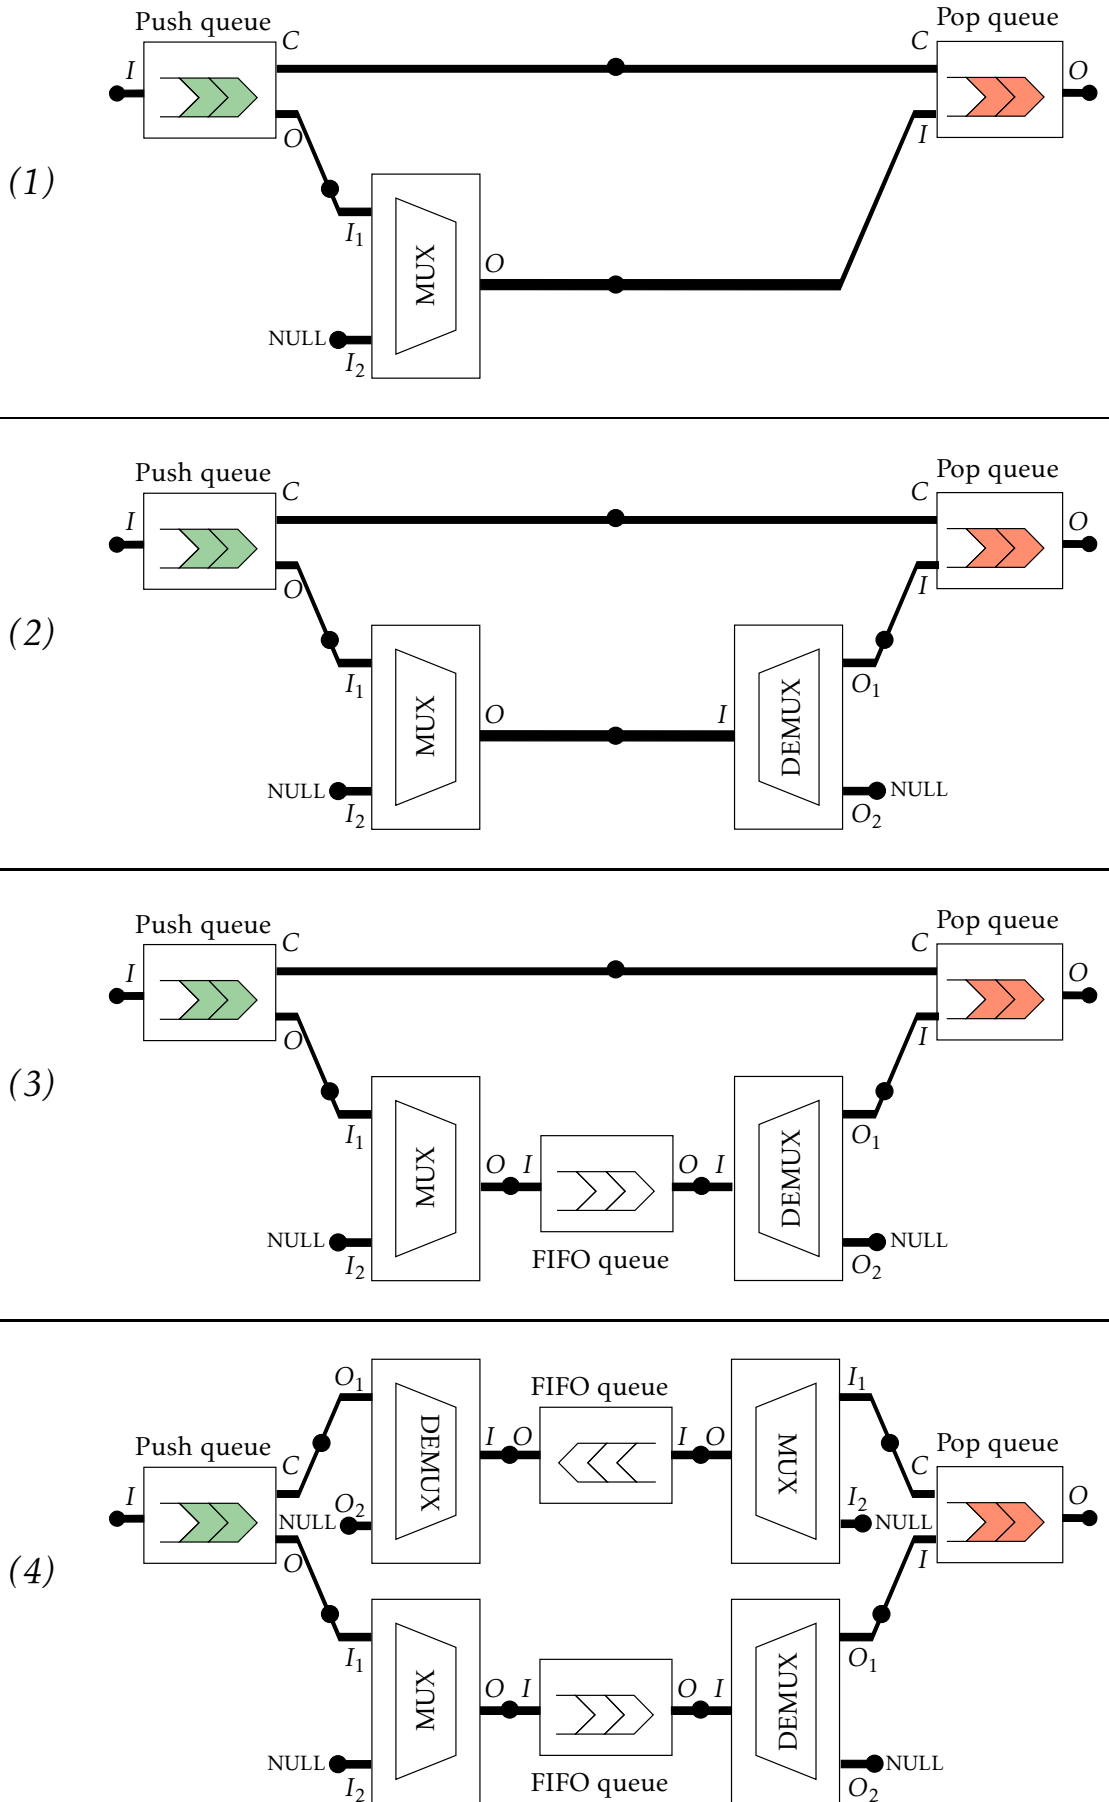 Push queue
Pop queue
C
C
I
O
O
I
(1)
I1
MUX
O
NULL
I2
Push queue
Pop queue
C
C
I
O
O
I
(2)
I1
O1
MUX
O
I
DEMUX
NULL
NULL
I2
O2
Push queue
Pop queue
C
C
I
O
O
I
(3)
I1
O1
MUX
O I
O I
DEMUX
NULL
NULL
I2
O2
FIFO queue
O1
I1
FIFO queue
DEMUX
I O
I O
MUX
Push queue
Pop queue
C
C
I
O
O2
I2
NULL
NULL
O
I
(4)
I1
O1
MUX
O I
O I
DEMUX
NULL
NULL
I2
O2
FIFO queue